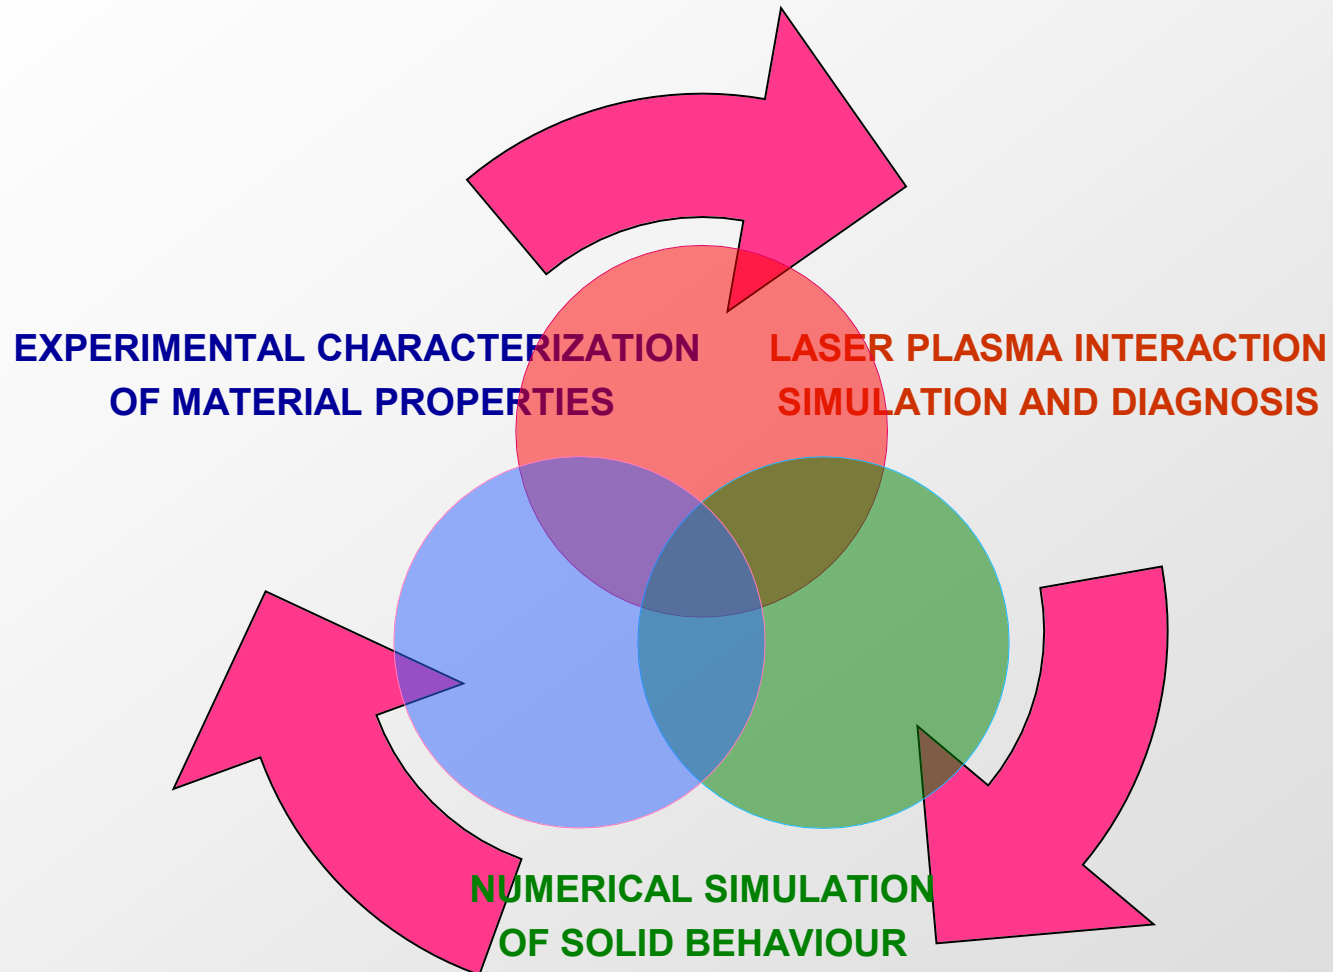 EXPERIMENTAL CHARACTERIZATION
OF MATERIAL PROPERTIES
LASER PLASMA INTERACTION
SIMULATION AND DIAGNOSIS
NUMERICAL SIMULATION
OF SOLID BEHAVIOUR